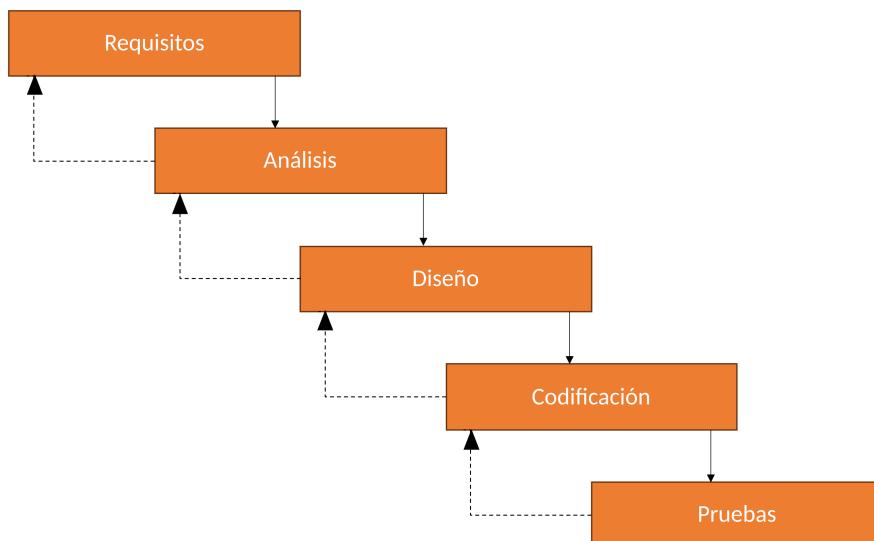 Requisitos
Análisis
Diseño
Codificación
Pruebas